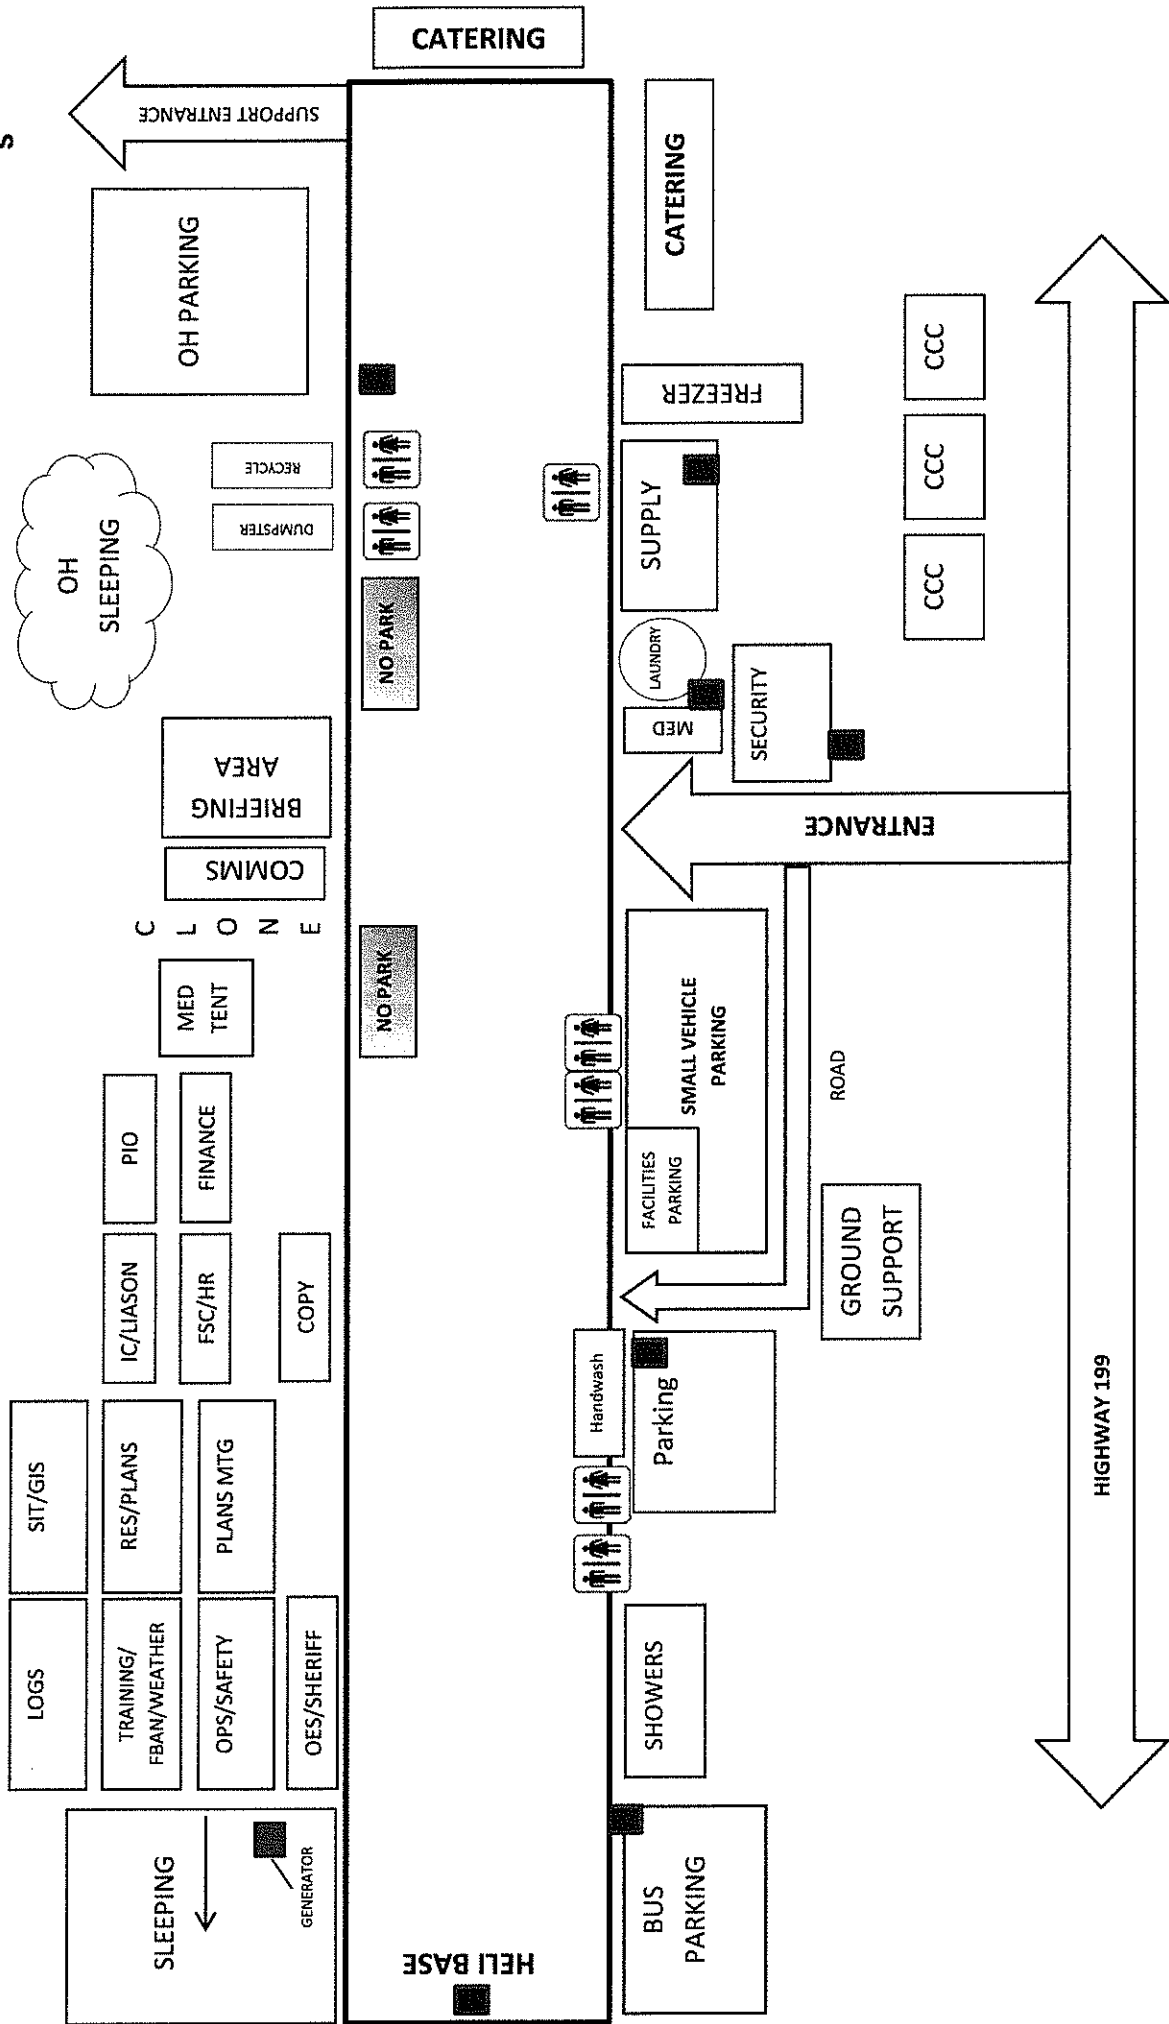 S
CATERING
SUPPORT ENTRANCE
OH PARKING
CATERING
RECYCLE
DUMPSTER
OH
SLEEPING
FREEZER
SUPPLY
CCC
CCC
CCC
NO PARK
LAUNDRY
MED
SECURITY
BRIEFING
AREA
COMMS
C
L
O
N
E
ENTRANCE
MED
TENT
NO PARK
SMALL VEHICLE
PARKING
ROAD
PIO
FINANCE
FACILITIES
PARKING
GROUND
SUPPORT
IC/LIASON
FSC/HR
COPY
Handwash
Parking
SIT/GIS
RES/PLANS
PLANS MTG
HIGHWAY 199
LOGS
TRAINING/
FBAN/WEATHER
OPS/SAFETY
OES/SHERIFF
SHOWERS
SLEEPING
GENERATOR
BUS
PARKING
HELI BASE